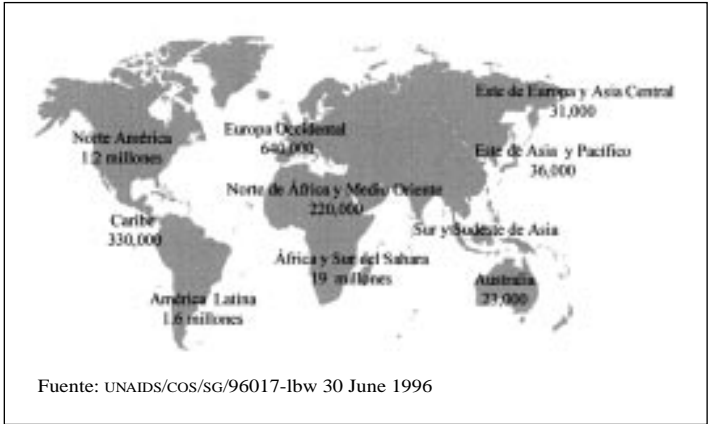 Norte América
1.2 millones
Europa Occidental
640,000
Este de Europa y Asia Central
31,000
Este de Asia y Pacífico
36,000
Norte de África y Medio Oriente
220,000
Caribe
330,000
Sur y Sudeste de Asia
África y Sur del Sahara
19 millones
Australia
23,000
América Latina
1.6 millones
Fuente: UNAIDS/COS/SG/96017-lbw 30 June 1996